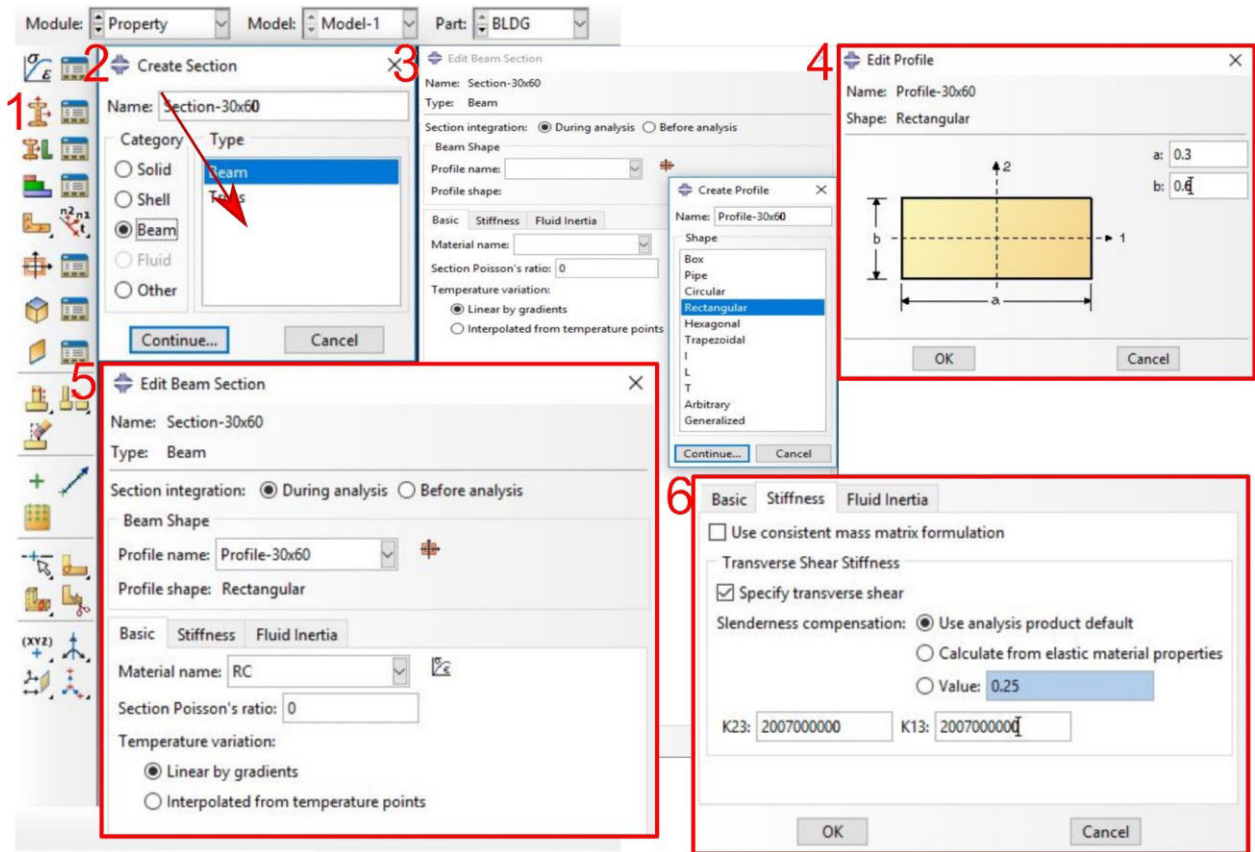 Module: Property Model: Model-1 Part: BLDG
σ
ε
1
n2 n1
t
(XYZ)
2
Create Section
Name: Section-30x60
Category Type
Solid
Shell
Beam
Fluid
Other
Beam
Continue... Cancel
3
Edit Beam Section
Name: Section-30x60
Type: Beam
Section integration: During analysis Before analysis
Beam Shape
Profile name:
Profile shape:
Basic Stiffness Fluid Inertia
Material name:
Section Poisson's ratio: 0
Temperature variation:
Linear by gradients
Interpolated from temperature points
Create Profile
Name: Profile-30x60
Shape
Box
Pipe
Circular
Rectangular
Hexagonal
Trapezoidal
I
L
T
Arbitrary
Generalized
Continue... Cancel
4
Edit Profile
Name: Profile-30x60
Shape: Rectangular
a: 0.3
b: 0.6
2
1
b
a
OK Cancel
5
Edit Beam Section
Name: Section-30x60
Type: Beam
Section integration: During analysis Before analysis
Beam Shape
Profile name: Profile-30x60
Profile shape: Rectangular
Basic Stiffness Fluid Inertia
Material name: RC
σ
ε
Section Poisson's ratio: 0
Temperature variation:
Linear by gradients
Interpolated from temperature points
6
Basic Stiffness Fluid Inertia
Use consistent mass matrix formulation
Transverse Shear Stiffness
Specify transverse shear
Slenderness compensation: Use analysis product default
Calculate from elastic material properties
Value: 0.25
K23: 2007000000 K13: 2007000000
OK Cancel